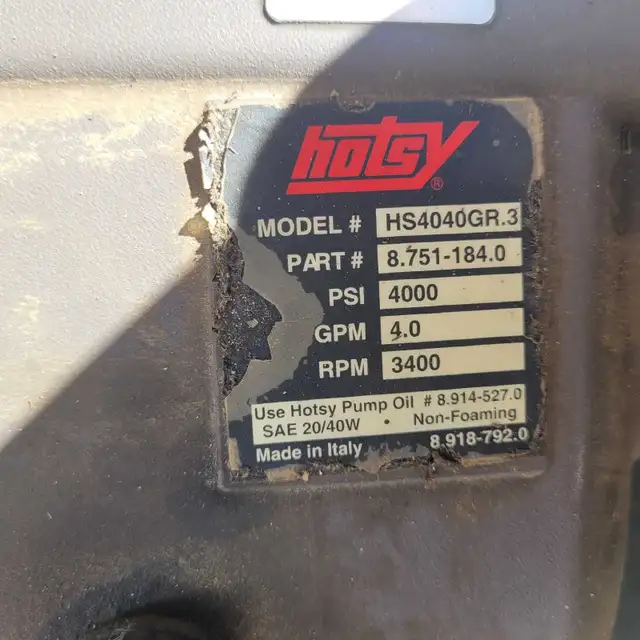 hotsy®
MODEL # HS4040GR.3
PART # 8.751-184.0
PSI 4000
GPM 4.0
RPM 3400
Use Hotsy Pump Oil # 8.914-527.0
SAE 20/40W • Non-Foaming
Made in Italy 8.918-792.0